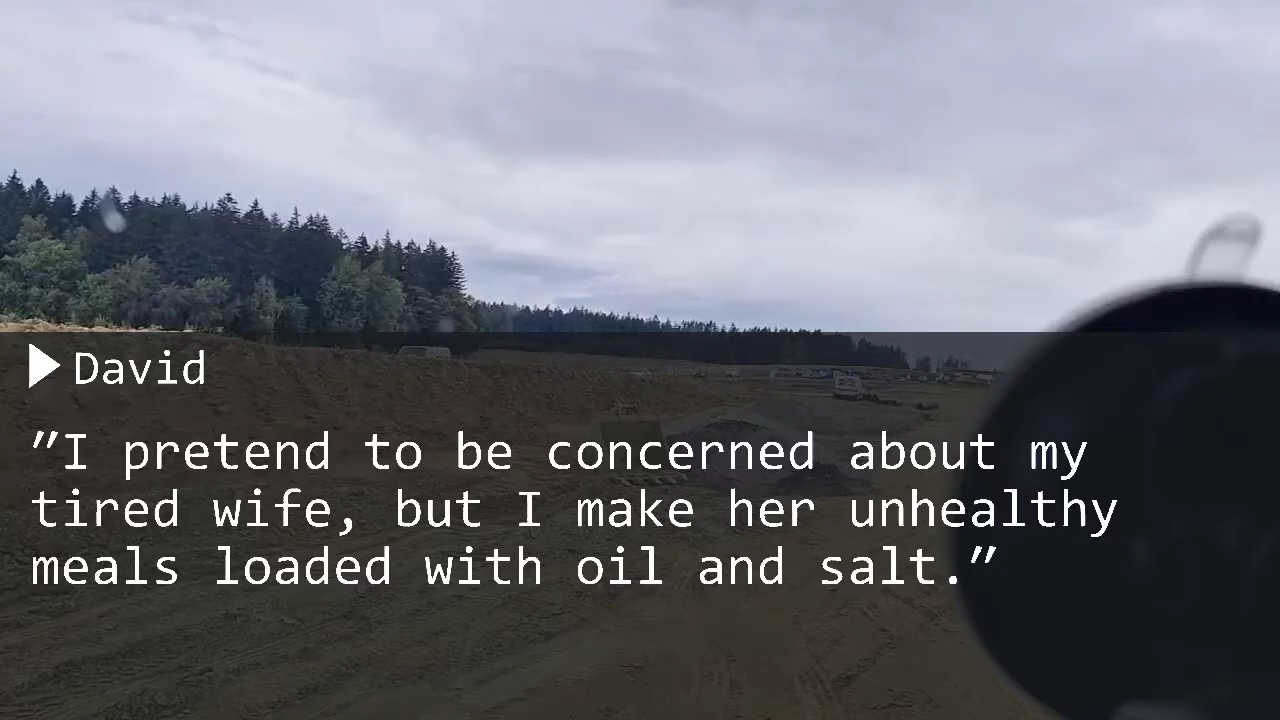 David
"I pretend to be concerned about my
tired wife, but I make her unhealthy
meals loaded with oil and salt."